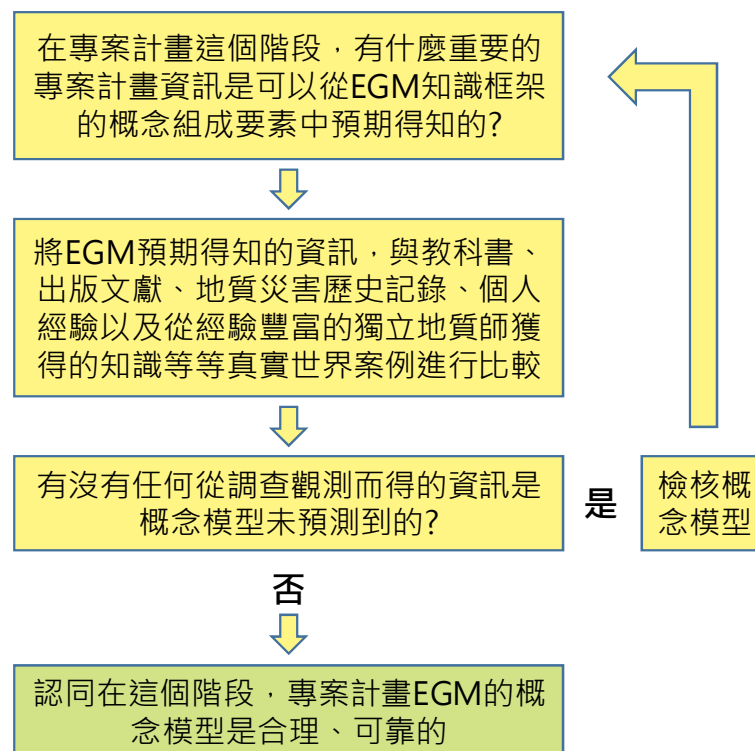 在專案計畫這個階段，有什麼重要的
專案計畫資訊是可以從EGM知識框架
的概念組成要素中預期得知的?
將EGM預期得知的資訊，與教科書、
出版文獻、地質災害歷史記錄、個人
經驗以及從經驗豐富的獨立地質師獲
得的知識等等真實世界案例進行比較
有沒有任何從調查觀測而得的資訊是
概念模型未預測到的?
是
檢核概
念模型
否
認同在這個階段，專案計畫EGM的概
念模型是合理、可靠的